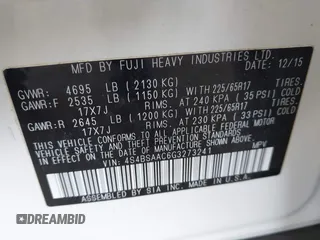 MFD BY FUJI HEAVY INDUSTRIES LTD. 12/15
GVWR: 4695 LB (2130 KG) TIRES
GAWR:F 2535 LB (1150 KG) WITH 225/65R17
17X7J RIMS, AT 240 KPA (35 PSI) COLD
GAWR:R 2645 LB (1200 KG) WITH 225/65R17 TIRES
17X7J RIMS, AT 230 KPA (33 PSI) COLD
THIS VEHICLE CONFORMS TO ALL APPLICABLE
FEDERAL MOTOR VEHICLE SAFETY, BUMPER, AND
THEFT PREVENTION STANDARDS IN EFFECT ON
THE DATE OF MANUFACTURE SHOWN ABOVE.
VIN: 4S4BSAAC6G3273241 MPV
ASSEMBLED BY SIA INC. MADE IN U.S.A.
DREAMBID
DREAMBID.COM